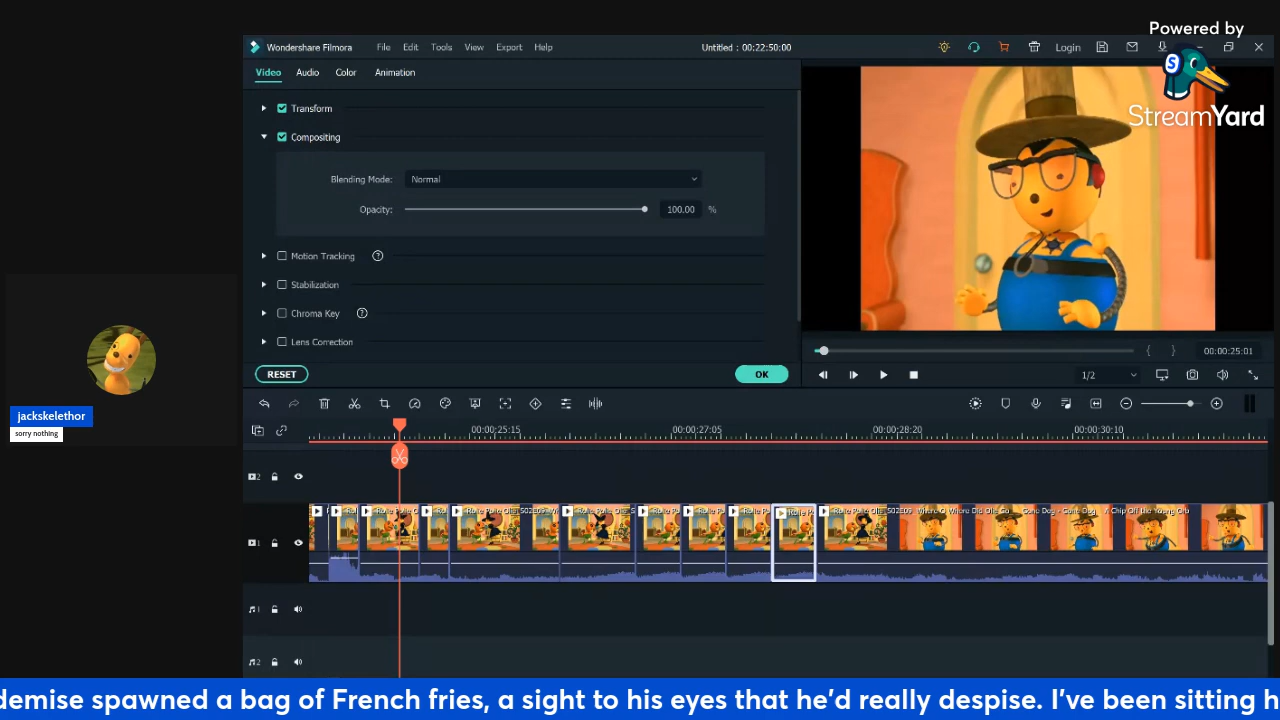 Powered by
StreamYard
Wondershare Filmora
File Edit Tools View Export Help
Untitled : 00:22:50:00
Login
Video Audio Color Animation
Transform
Compositing
Blending Mode: Normal
Opacity: 100.00 %
Motion Tracking ?
Stabilization
Chroma Key ?
Lens Correction
RESET OK
00:00:25:01
1/2
00:00:25:15 00:00:27:05 00:00:28:20 00:00:30:10
2
1
1
2
jackskelethor
sorry nothing
demise spawned a bag of French fries, a sight to his eyes that he'd really despise. I've been sitting h